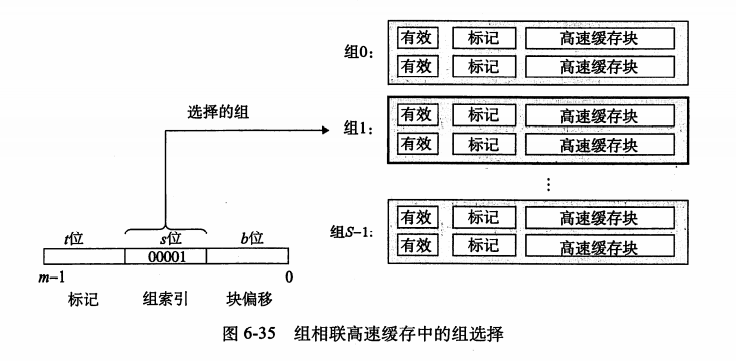 组0:
有效 标记 高速缓存块
有效 标记 高速缓存块
选择的组
组1:
有效 标记 高速缓存块
有效 标记 高速缓存块
⋮
组S-1:
有效 标记 高速缓存块
有效 标记 高速缓存块
t位 s位 b位
00001
m=1 0
标记 组索引 块偏移
图 6-35 组相联高速缓存中的组选择